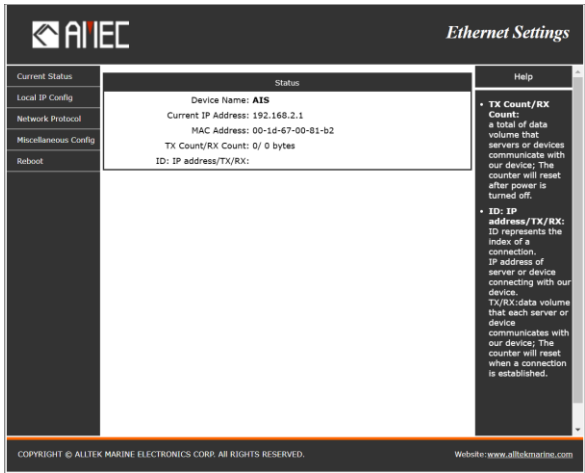 AMEC
Ethernet Settings
Current Status
Local IP Config
Network Protocol
Miscellaneous Config
Reboot
Status
Device Name: AIS
Current IP Address: 192.168.2.1
MAC Address: 00-1d-67-00-81-b2
TX Count/RX Count: 0/ 0 bytes
ID: IP address/TX/RX:
Help
• TX Count/RX
Count:
a total of data
volume that
servers or devices
communicate with
our device; The
counter will reset
after power is
turned off.
• ID: IP
address/TX/RX:
ID represents the
index of a
connection.
IP address of
server or device
connecting with our
device.
TX/RX:data volume
that each server or
device
communicates with
our device; The
counter will reset
when a connection
is established.
COPYRIGHT © ALLTEK MARINE ELECTRONICS CORP. All RIGHTS RESERVED.
Website:www.alltekmarine.com